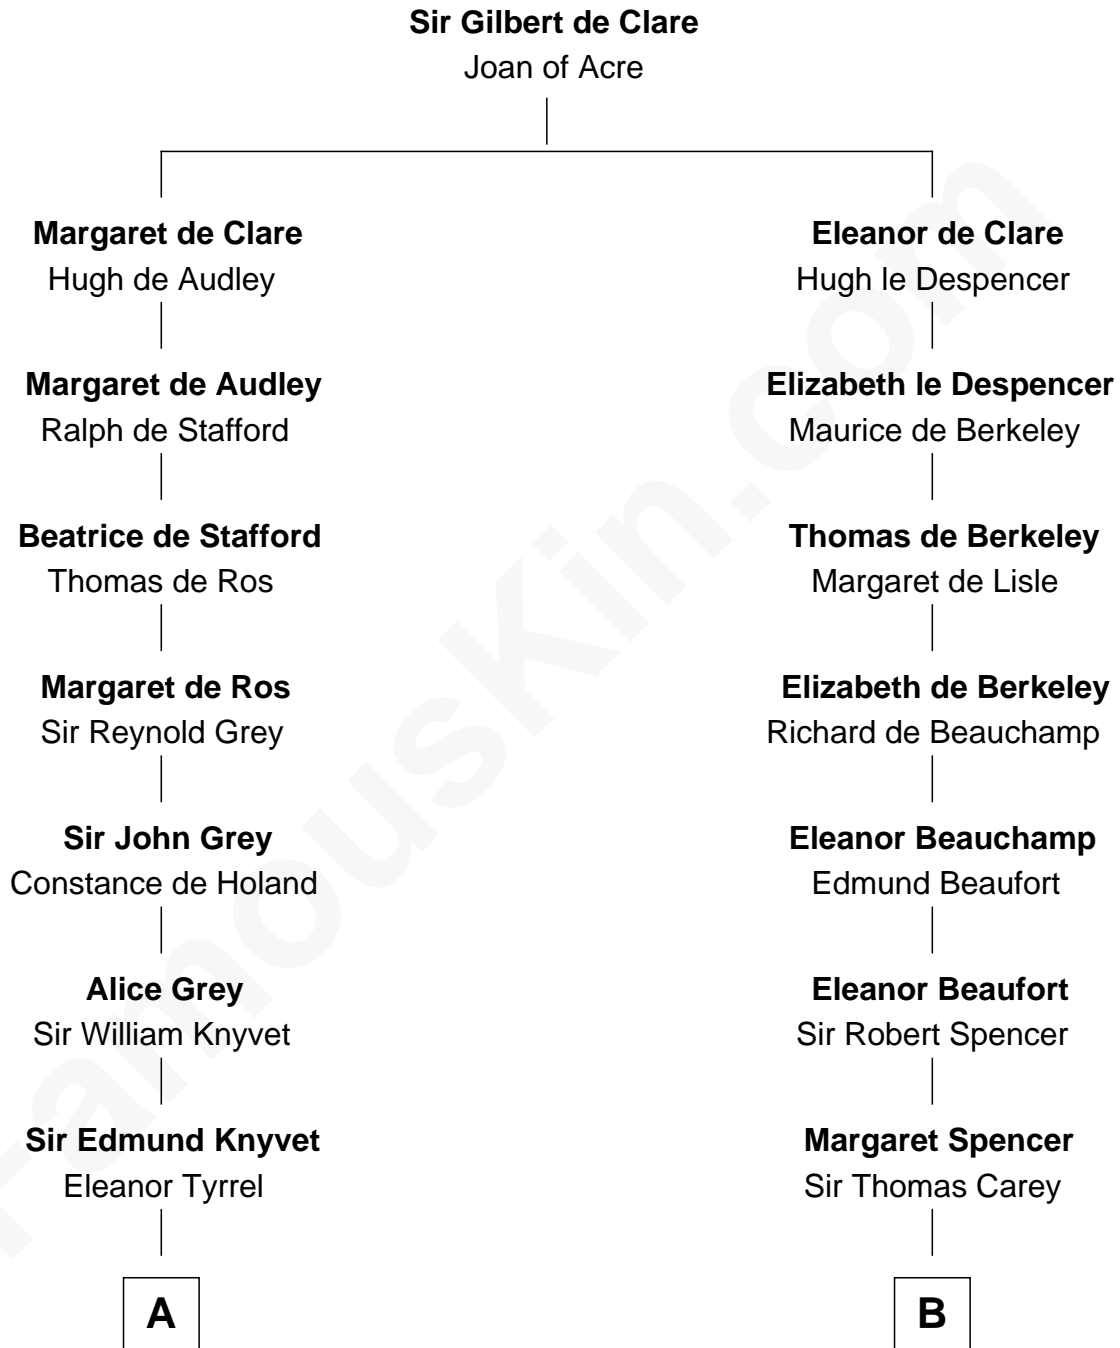 Sir Gilbert de Clare
Joan of Acre
Margaret de Clare
Hugh de Audley
Eleanor de Clare
Hugh le Despencer
Margaret de Audley
Ralph de Stafford
Elizabeth le Despencer
Maurice de Berkeley
Beatrice de Stafford
Thomas de Ros
Thomas de Berkeley
Margaret de Lisle
Margaret de Ros
Sir Reynold Grey
Elizabeth de Berkeley
Richard de Beauchamp
Sir John Grey
Constance de Holand
Eleanor Beauchamp
Edmund Beaufort
Alice Grey
Sir William Knyvet
Eleanor Beaufort
Sir Robert Spencer
Sir Edmund Knyvet
Eleanor Tyrrel
Margaret Spencer
Sir Thomas Carey
A
B
FamousKin.com